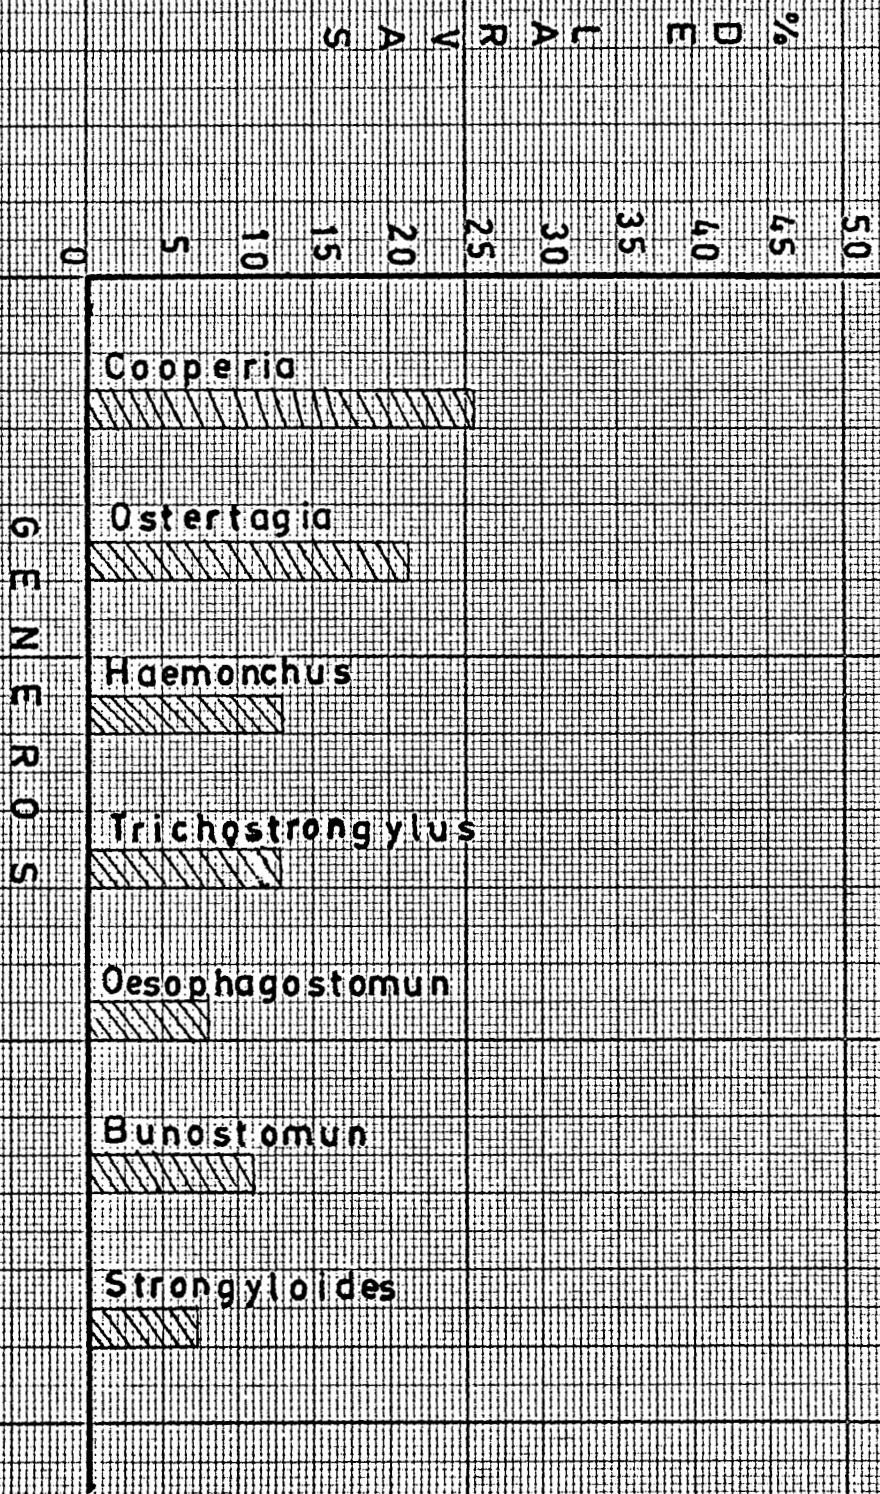 % DE LARVAS
50
45
40
35
30
25
20
15
10
5
0
Cooperia
Ostertagia
Haemonchus
Trichostrongylus
Oesophagostomun
Bunostomun
Strongyloides
GENEROS